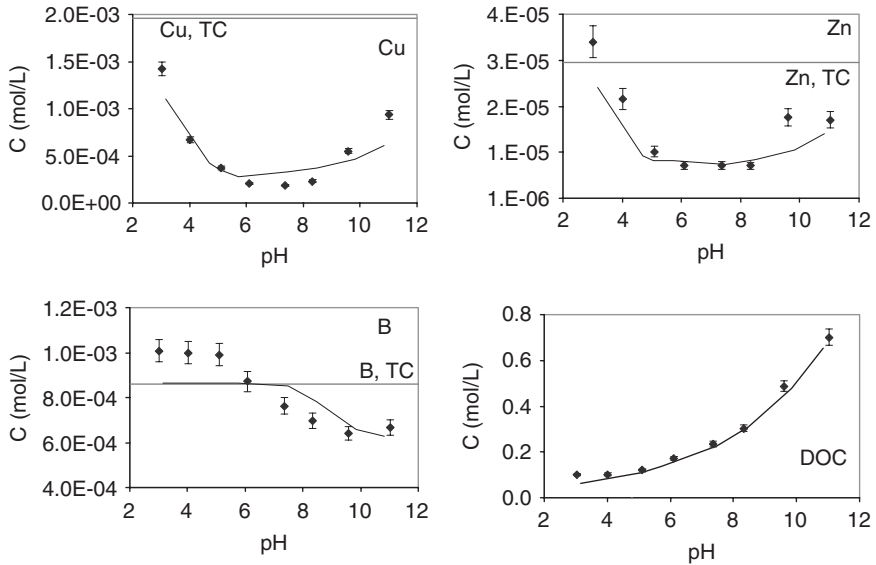 2.0E-03
1.5E-03
1.0E-03
5.0E-04
0.0E+00
C (mol/L)
Cu, TC
Cu
2 4 6 8 10 12
pH
4.E-05
3.E-05
2.E-05
1.E-05
1.E-06
C (mol/L)
Zn
Zn, TC
2 4 6 8 10 12
pH
1.2E-03
1.0E-03
8.0E-04
6.0E-04
4.0E-04
C (mol/L)
B
B, TC
2 4 6 8 10 12
pH
0.8
0.6
0.4
0.2
0.0
C (mol/L)
DOC
2 4 6 8 10 12
pH